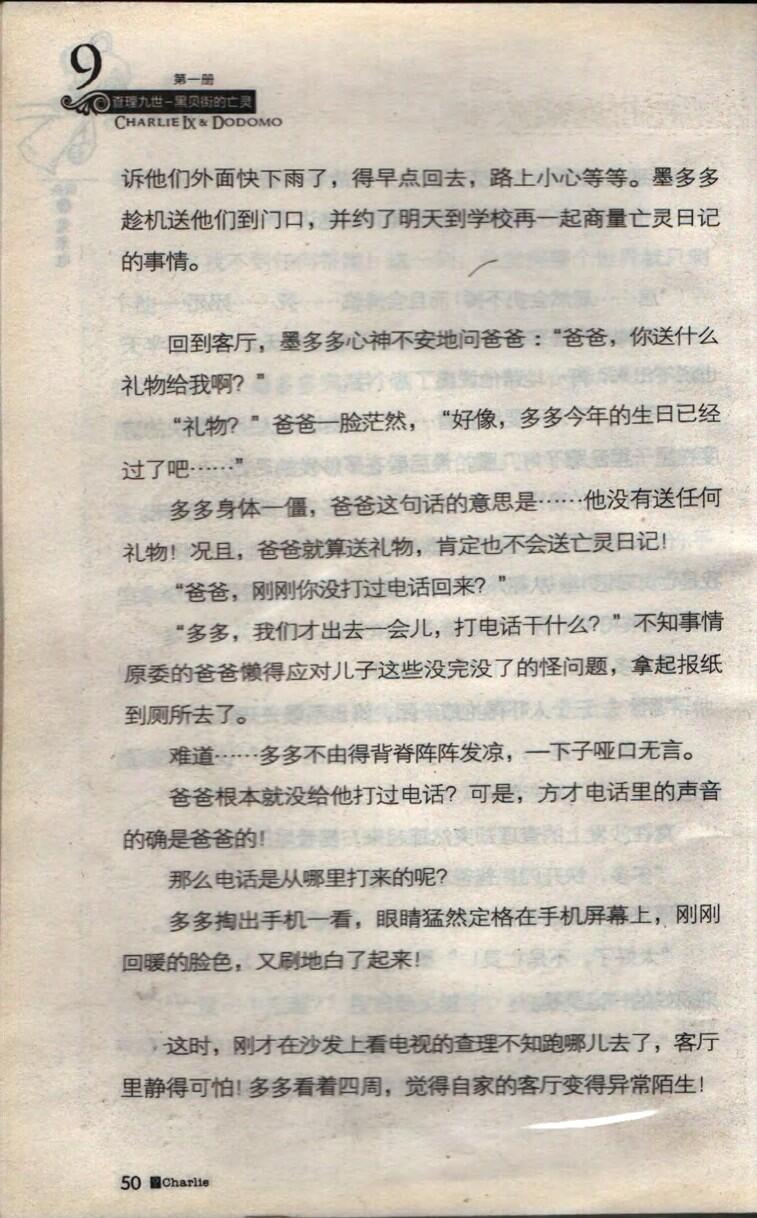 9
第一册
查理九世-黑贝街的亡灵
CHARLIE IX & DODOMO
诉他们外面快下雨了，得早点回去，路上小心等等。墨多多
趁机送他们到门口，并约了明天到学校再一起商量亡灵日记
的事情。
回到客厅，墨多多心神不安地问爸爸：“爸爸，你送什么
礼物给我啊？”
“礼物？”爸爸一脸茫然，“好像，多多今年的生日已经
过了吧……”
多多身体一僵，爸爸这句话的意思是……他没有送任何
礼物！况且，爸爸就算送礼物，肯定也不会送亡灵日记！
“爸爸，刚刚你没打过电话回来？”
“多多，我们才出去一会儿，打电话干什么？”不知事情
原委的爸爸懒得应对儿子这些没完没了的怪问题，拿起报纸
到厕所去了。
难道……多多不由得背脊阵阵发凉，一下子哑口无言。
爸爸根本就没给他打过电话？可是，方才电话里的声音
的确是爸爸的！
那么电话是从哪里打来的呢？
多多掏出手机一看，眼睛猛然定格在手机屏幕上，刚刚
回暖的脸色，又刷地白了起来！
这时，刚才在沙发上看电视的查理不知跑哪儿去了，客厅
里静得可怕！多多看着四周，觉得自家的客厅变得异常陌生！
50 Charlie